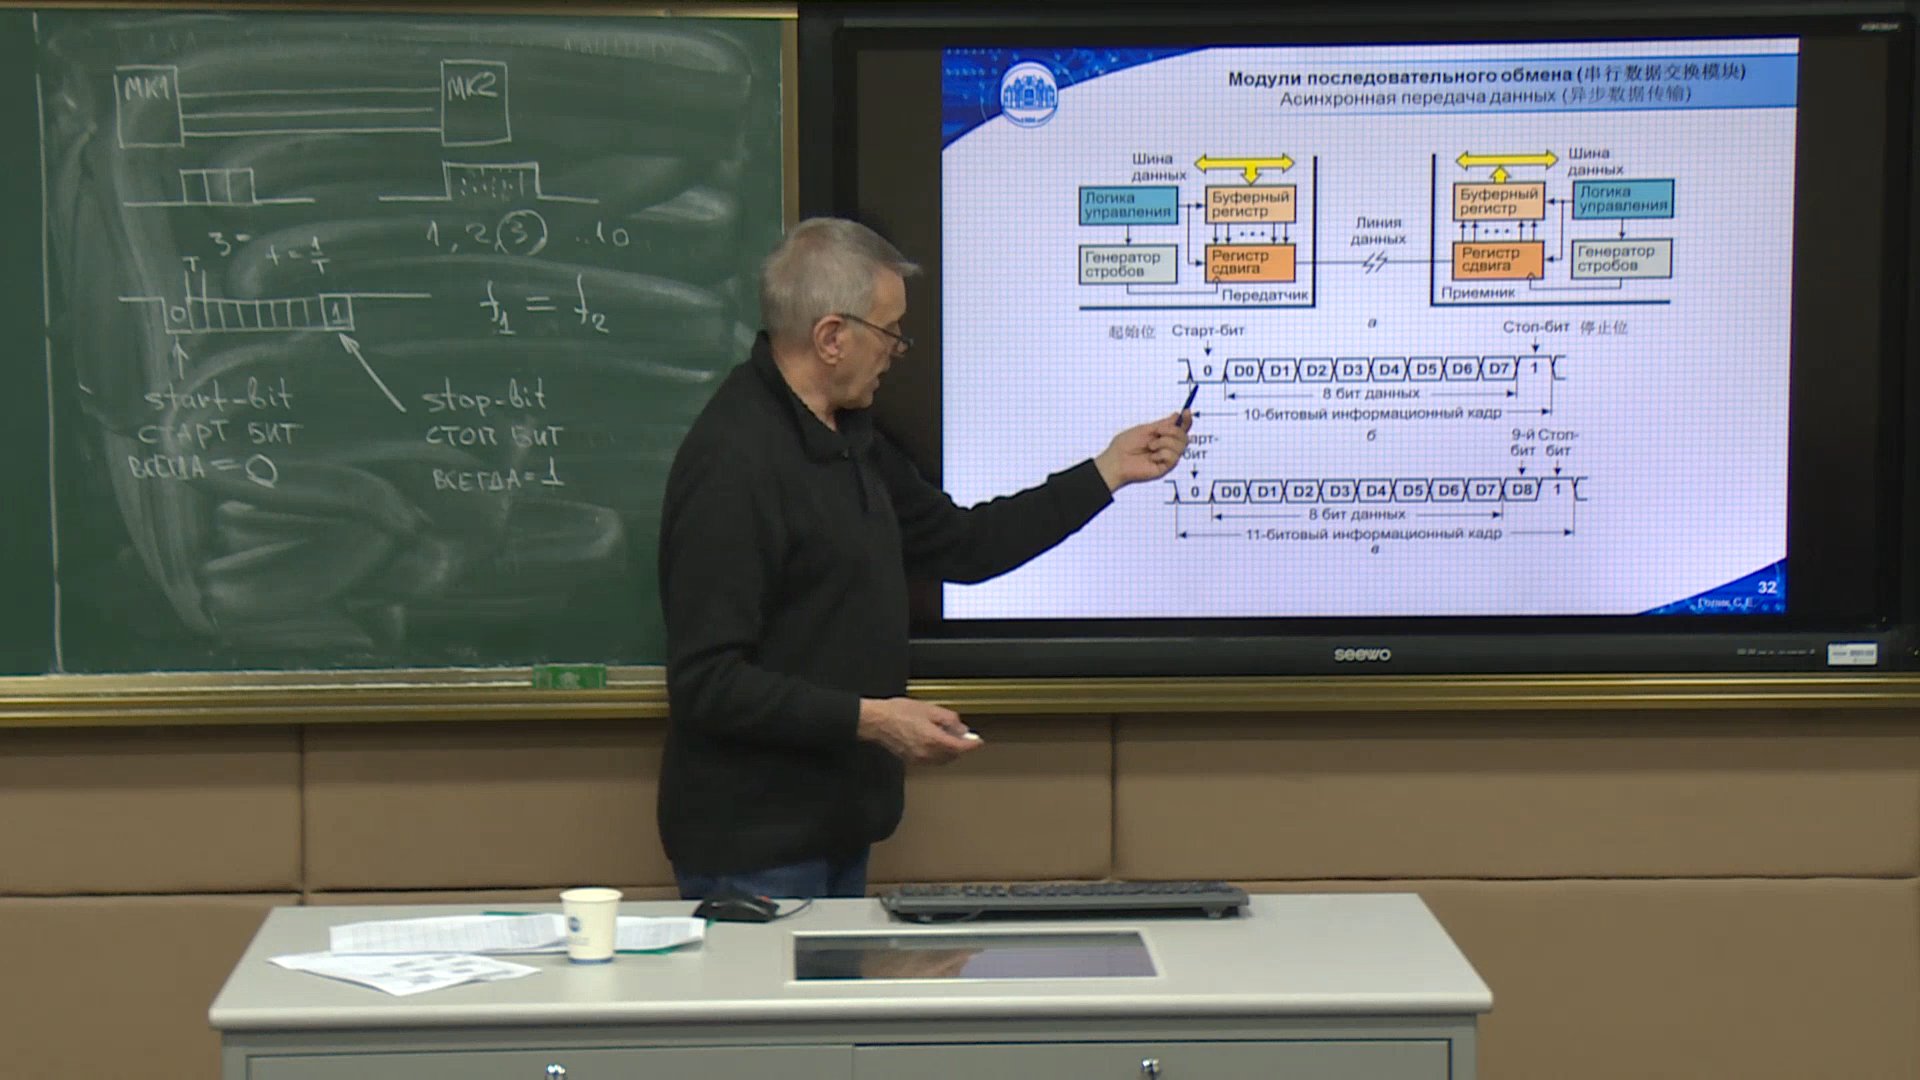 МК1
МК2
3
1, 2, 3, ..10
T
f = 1/T
0
1
f1 = f2
start-bit
СТАРТ БИТ
ВСЕГДА = 0
stop-bit
СТОП БИТ
ВСЕГДА = 1
Модули последовательного обмена (串行数据交换模块)
Асинхронная передача данных (异步数据传输)
Шина
данных
Логика
управления
Буферный
регистр
Генератор
стробов
Регистр
сдвига
Передатчик
Линия
данных
Шина
данных
Буферный
регистр
Логика
управления
Регистр
сдвига
Генератор
стробов
Приемник
а
起始位 Старт-бит
Стоп-бит 停止位
0 D0 D1 D2 D3 D4 D5 D6 D7 1
8 бит данных
10-битовый информационный кадр
б
арт-
бит
9-й Стоп-
бит бит
0 D0 D1 D2 D3 D4 D5 D6 D7 D8 1
8 бит данных
11-битовый информационный кадр
в
32
Голик С.Е.
seewo